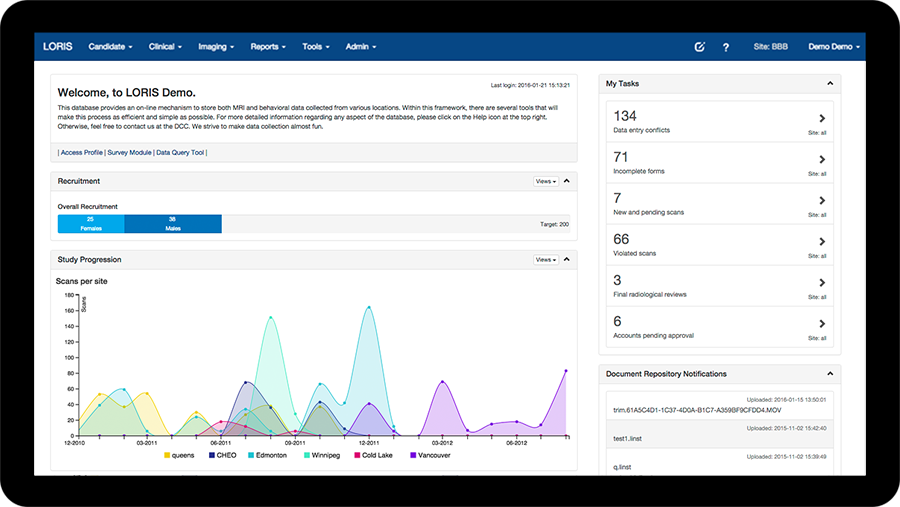 LORIS Candidate Clinical Imaging Reports Tools Admin ? Site: BBB Demo Demo
Welcome, to LORIS Demo.
Last login: 2016-01-21 15:13:21
This database provides an on-line mechanism to store both MRI and behavioral data collected from various locations. Within this framework, there are several tools that will
make this process as efficient and simple as possible. For more detailed information regarding any aspect of the database, please click on the Help icon at the top right.
Otherwise, feel free to contact us at the DCC. We strive to make data collection almost fun.
| Access Profile | Survey Module | Data Query Tool |
Recruitment
Views
Overall Recruitment
25
Females
38
Males
Target: 200
Study Progression
Views
Scans per site
Scans
180
160
140
120
100
80
60
40
20
0
12-2010 03-2011 06-2011 09-2011 12-2011 03-2012 06-2012
queens CHEO Edmonton Winnipeg Cold Lake Vancouver
My Tasks
134
Data entry conflicts
Site: all
71
Incomplete forms
Site: all
7
New and pending scans
Site: all
66
Violated scans
Site: all
3
Final radiological reviews
Site: all
6
Accounts pending approval
Site: all
Document Repository Notifications
Uploaded: 2016-01-15 13:50:01
trim.61A5C4D1-1C37-4D0A-B1C7-A359BF9CFDD4.MOV
Uploaded: 2015-11-02 15:42:40
test1.linst
Uploaded: 2015-11-02 15:39:49
q.linst